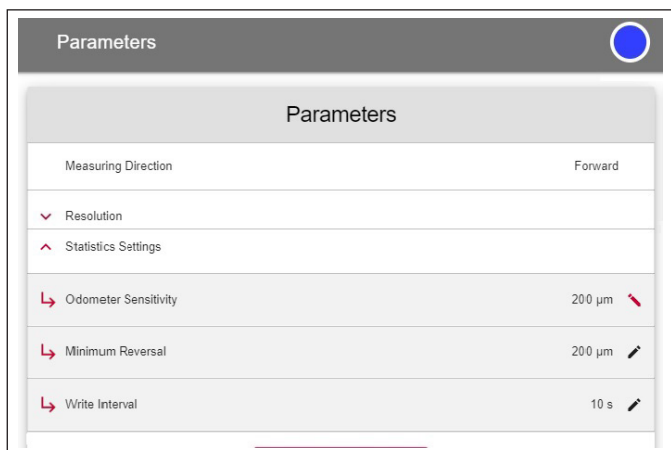 Parameters
Parameters
Measuring Direction Forward
Resolution
Statistics Settings
Odometer Sensitivity 200 µm
Minimum Reversal 200 µm
Write Interval 10 s